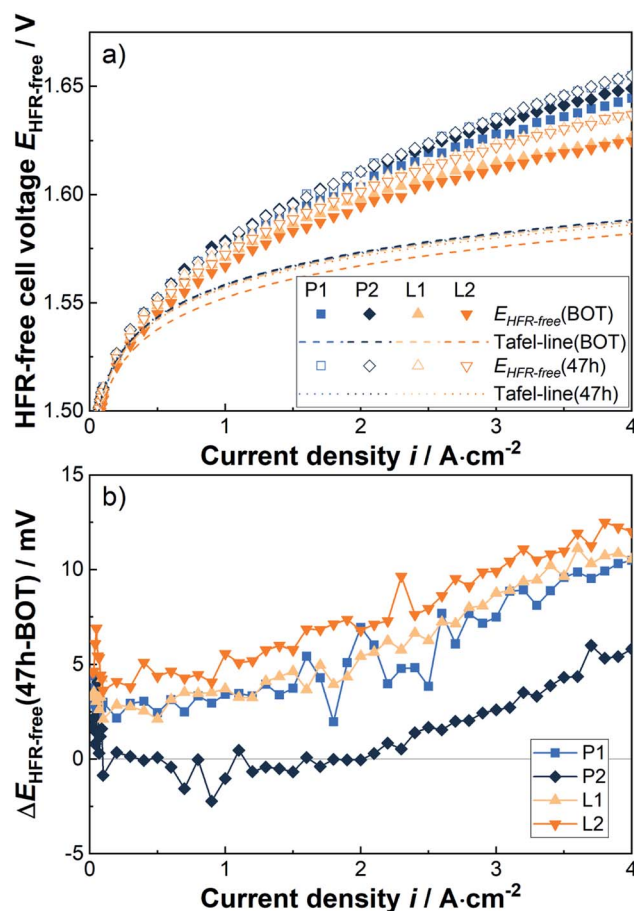 a)
HFR-free cell voltage E_HFR-free / V
1.65
1.60
1.55
1.50
P1 P2 L1 L2
E_HFR-free(BOT)
Tafel-line(BOT)
E_HFR-free(47h)
Tafel-line(47h)
0 1 2 3 4
Current density i / A·cm⁻²
b)
ΔE_HFR-free(47h-BOT) / mV
15
10
5
0
-5
P1
P2
L1
L2
0 1 2 3 4
Current density i / A·cm⁻²